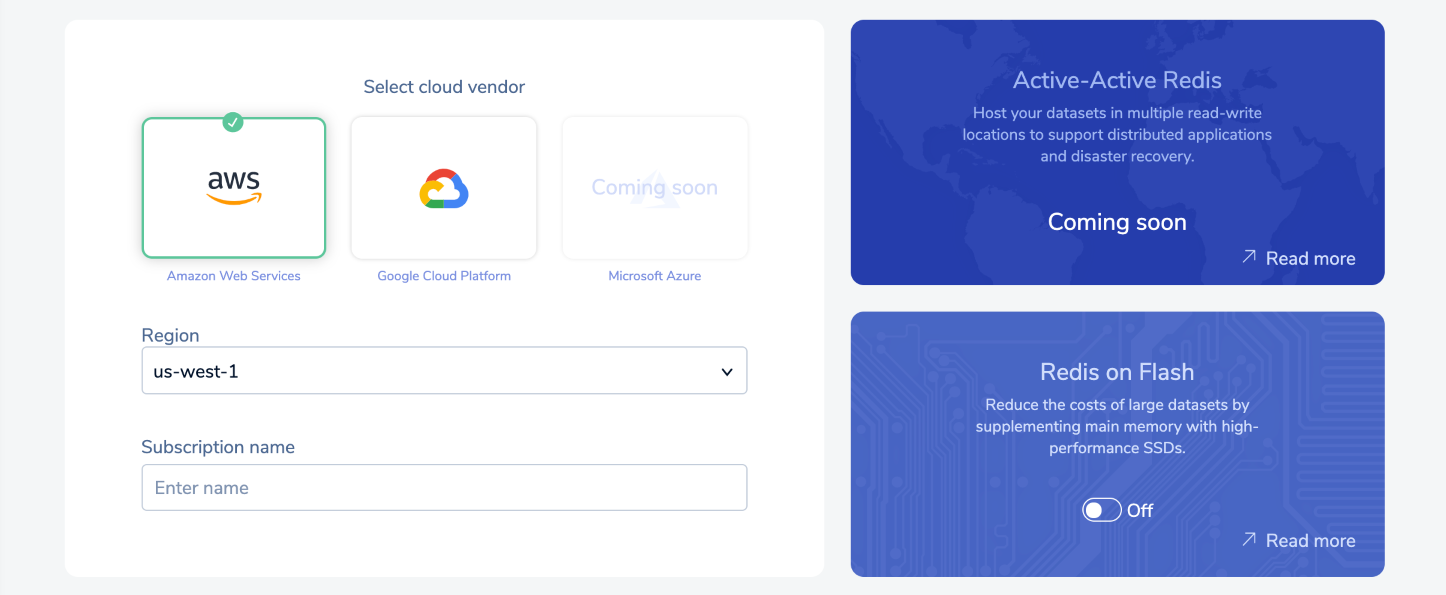 Select cloud vendor
aws
Coming soon
Amazon Web Services
Google Cloud Platform
Microsoft Azure
Region
us-west-1
Subscription name
Enter name
Active-Active Redis
Host your datasets in multiple read-write
locations to support distributed applications
and disaster recovery.
Coming soon
Read more
Redis on Flash
Reduce the costs of large datasets by
supplementing main memory with high-
performance SSDs.
Off
Read more